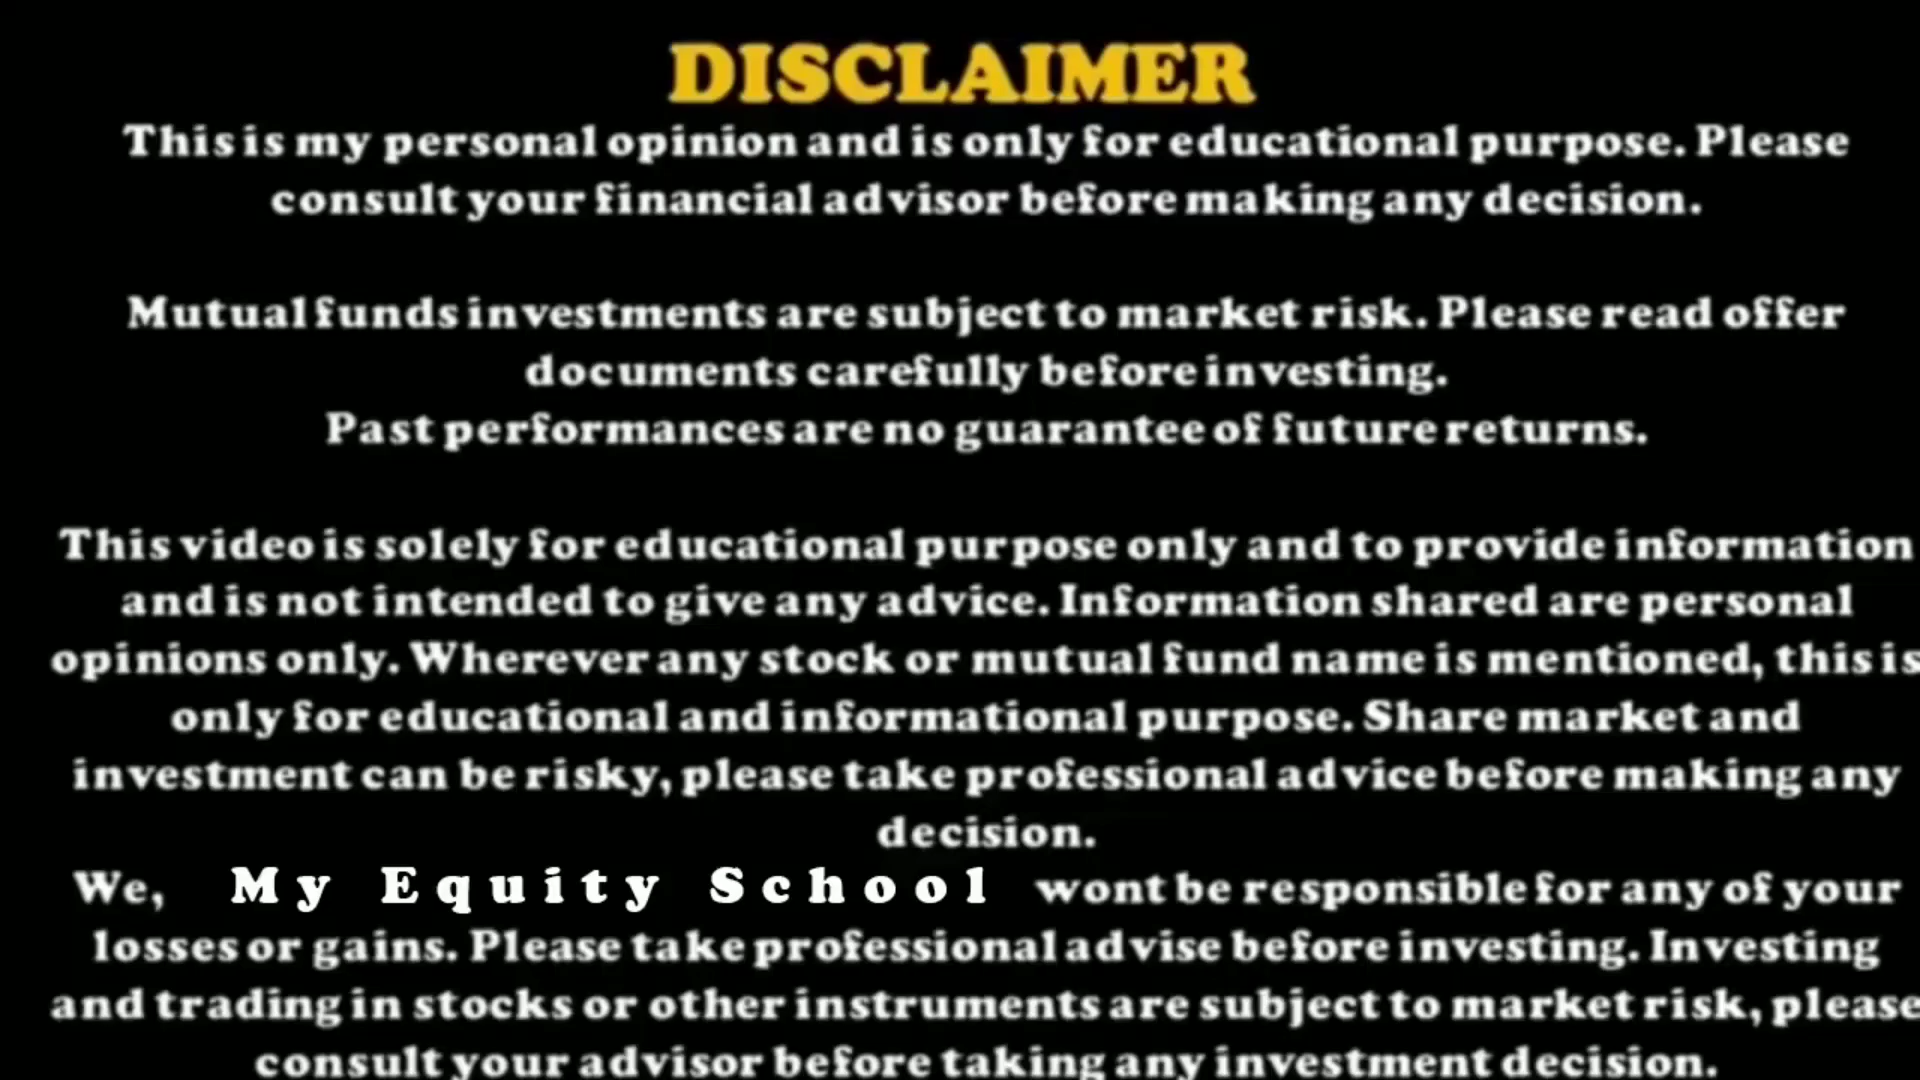 DISCLAIMER
This is my personal opinion and is only for educational purpose. Please
consult your financial advisor before making any decision.
Mutual funds investments are subject to market risk. Please read offer
documents carefully before investing.
Past performances are no guarantee of future returns.
This video is solely for educational purpose only and to provide information
and is not intended to give any advice. Information shared are personal
opinions only. Wherever any stock or mutual fund name is mentioned, this is
only for educational and informational purpose. Share market and
investment can be risky, please take professional advice before making any
decision.
We, My Equity School wont be responsible for any of your
losses or gains. Please take professional advise before investing. Investing
and trading in stocks or other instruments are subject to market risk, please
consult your advisor before taking any investment decision.